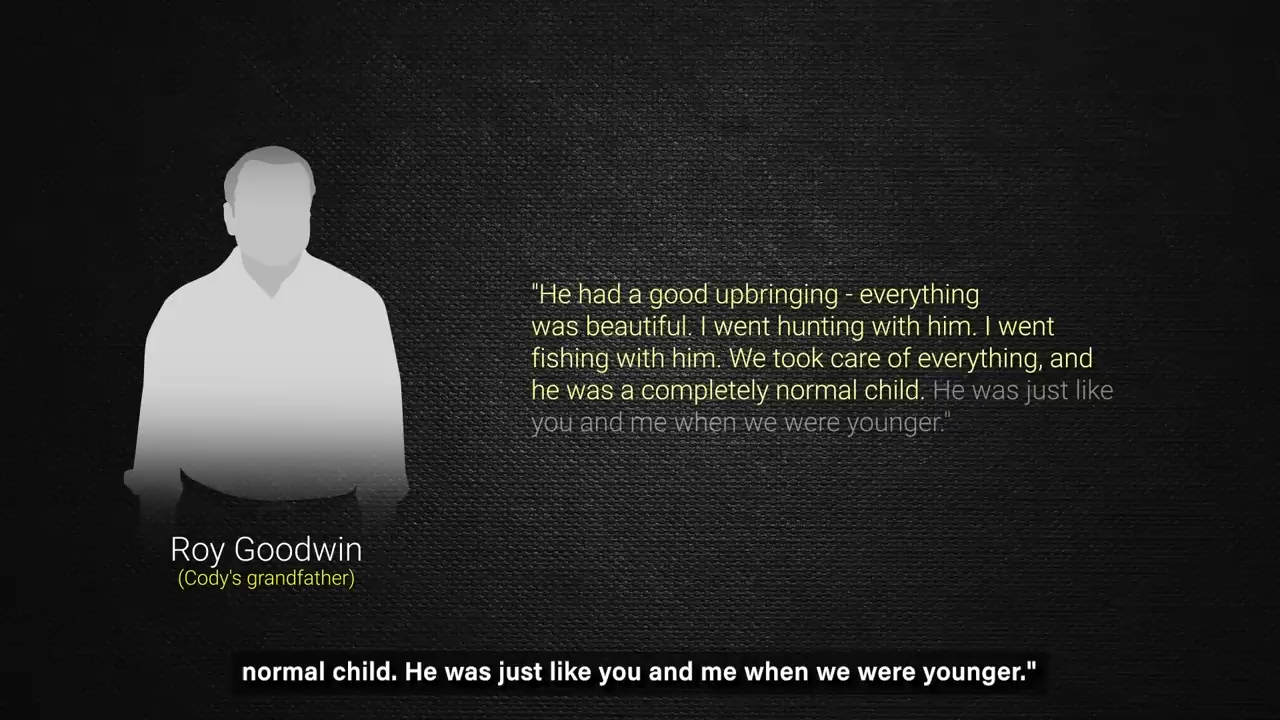 "He had a good upbringing - everything
was beautiful. I went hunting with him. I went
fishing with him. We took care of everything, and
he was a completely normal child. He was just like
you and me when we were younger."
Roy Goodwin
(Cody's grandfather)
normal child. He was just like you and me when we were younger."